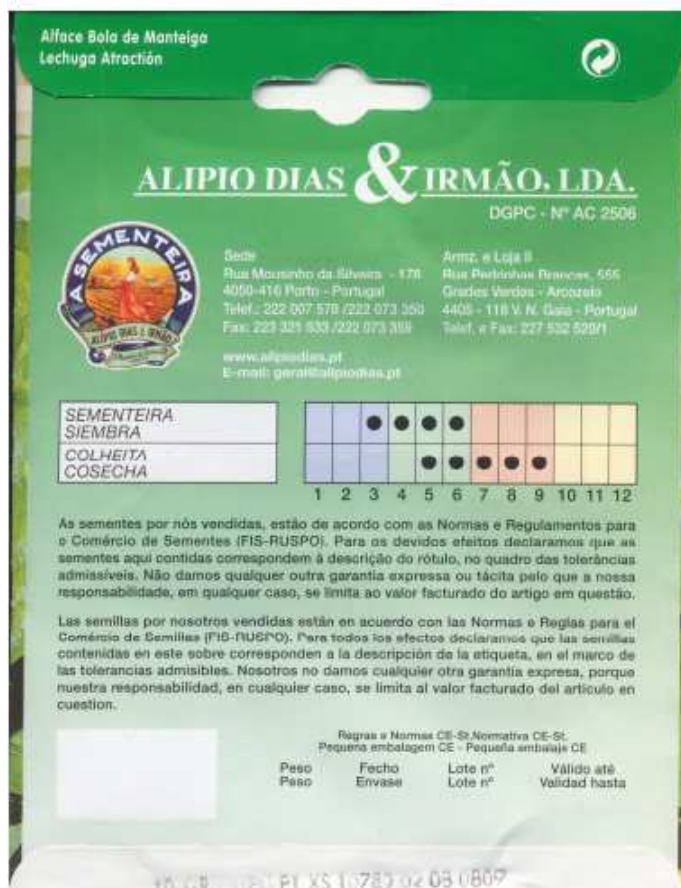 Alface Bola de Manteiga
Lechuga Atractión
ALIPIO DIAS & IRMÃO, LDA.
DGPC - Nº AC 2506
A SEMENTEIRA
ALIPIO DIAS & IRMÃO
Sede
Rua Mousinho da Silveira - 178
4050-416 Porto - Portugal
Telef.: 222 007 578 /222 073 350
Fax: 223 321 533 /222 073 359
www.alipiodias.pt
E-mail: geral@alipiodias.pt
Armz. e Loja II
Rua Pedrinhas Brancas, 555
Grades Verdes - Arcozelo
4405 - 118 V. N. Gaia - Portugal
Telef. e Fax: 227 532 520/1
SEMENTEIRA
SIEMBRA
COLHEITA
COSECHA
1 2 3 4 5 6 7 8 9 10 11 12
As sementes por nós vendidas, estão de acordo com as Normas e Regulamentos para
o Comércio de Sementes (FIS-RUSPO). Para os devidos efeitos declaramos que as
sementes aqui contidas correspondem à descrição do rótulo, no quadro das tolerâncias
admissíveis. Não damos qualquer outra garantia expressa ou tácita pelo que a nossa
responsabilidade, em qualquer caso, se limita ao valor facturado do artigo em questão.
Las semillas por nosotros vendidas están en acuerdo con las Normas e Reglas para el
Comércio de Semillas (FIS-RUSPO). Para todos los efectos declaramos que las semillas
contenidas en este sobre corresponden a la descripción de la etiqueta, en el marco de
las tolerancias admisibles. Nosotros no damos cualquier otra garantia expresa, porque
nuestra responsabilidad, en cualquier caso, se limita al valor facturado del articulo en
cuestion.
Regras e Normas CE-St.Normativa CE-St.
Pequena embalagem CE - Pequeña embalaje CE
Peso Fecho Lote nº Válido até
Peso Envase Lote nº Validad hasta